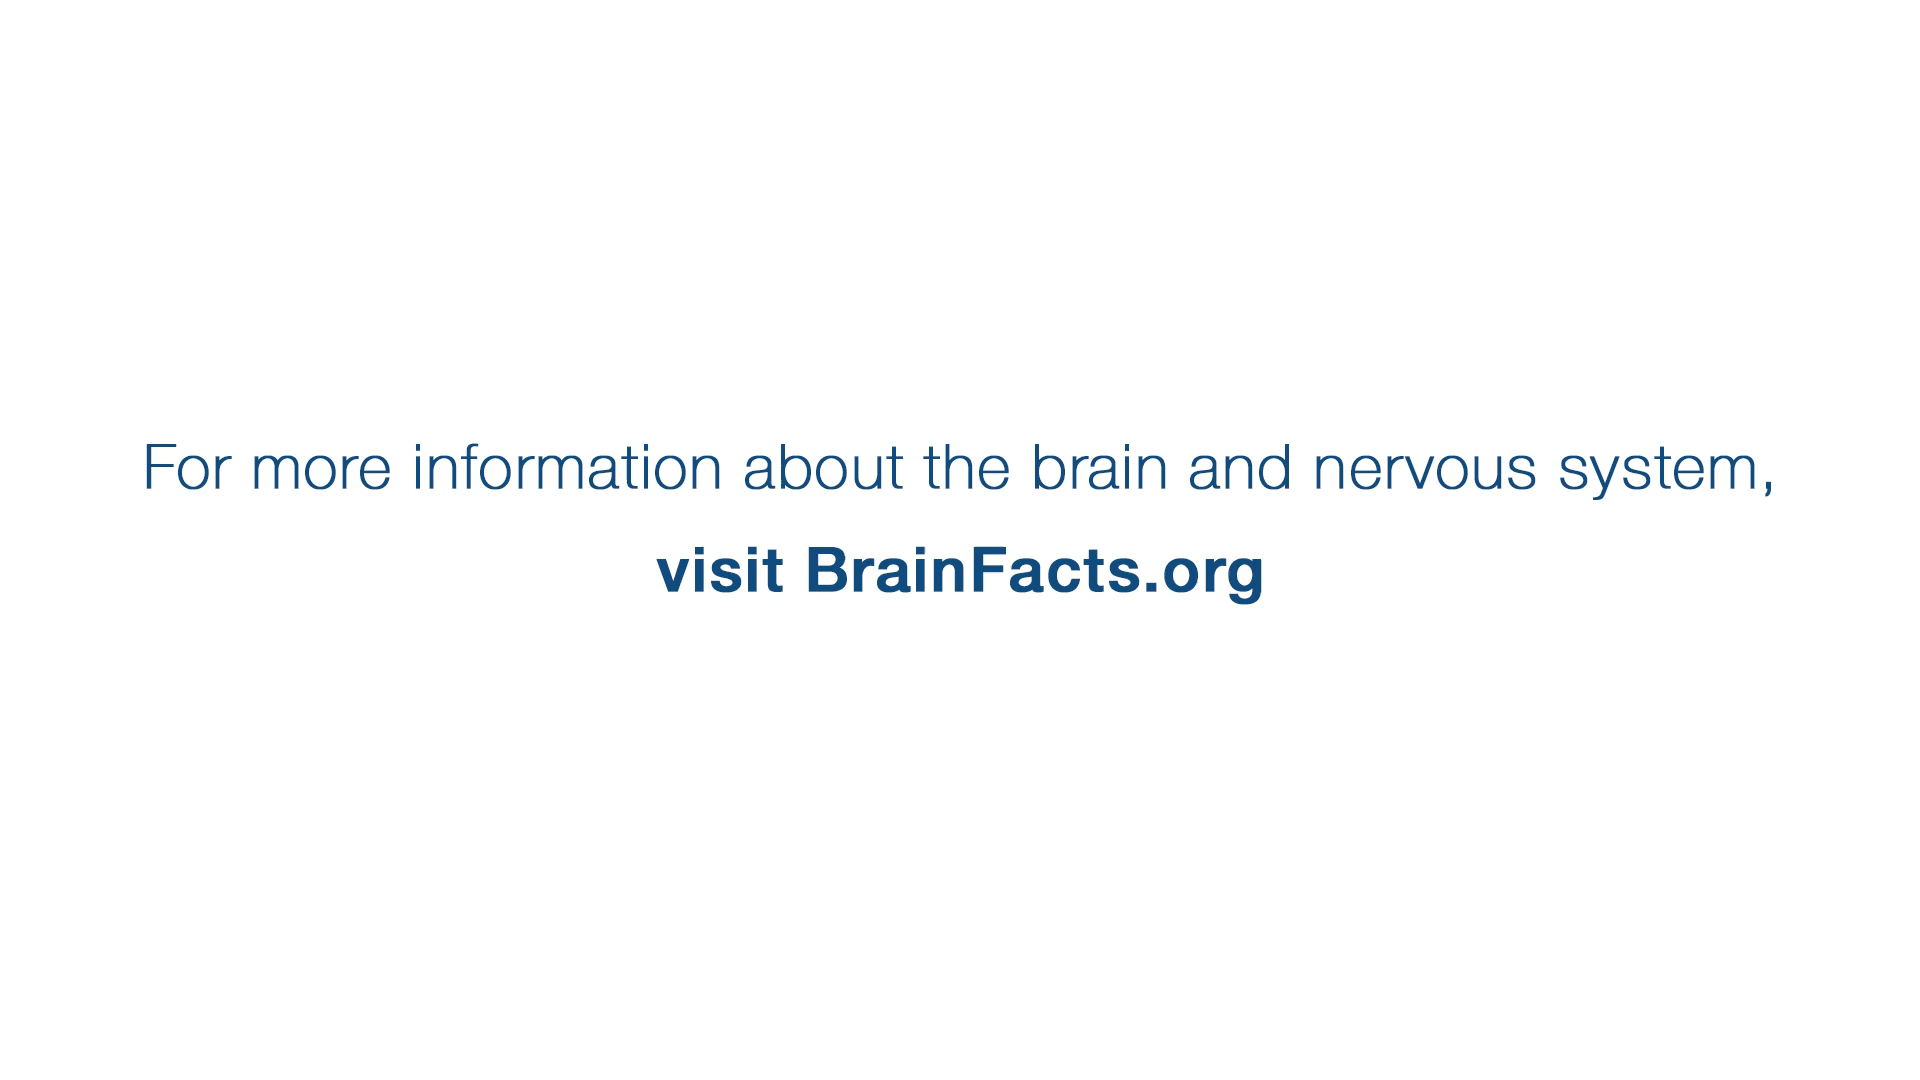 For more information about the brain and nervous system,
visit BrainFacts.org